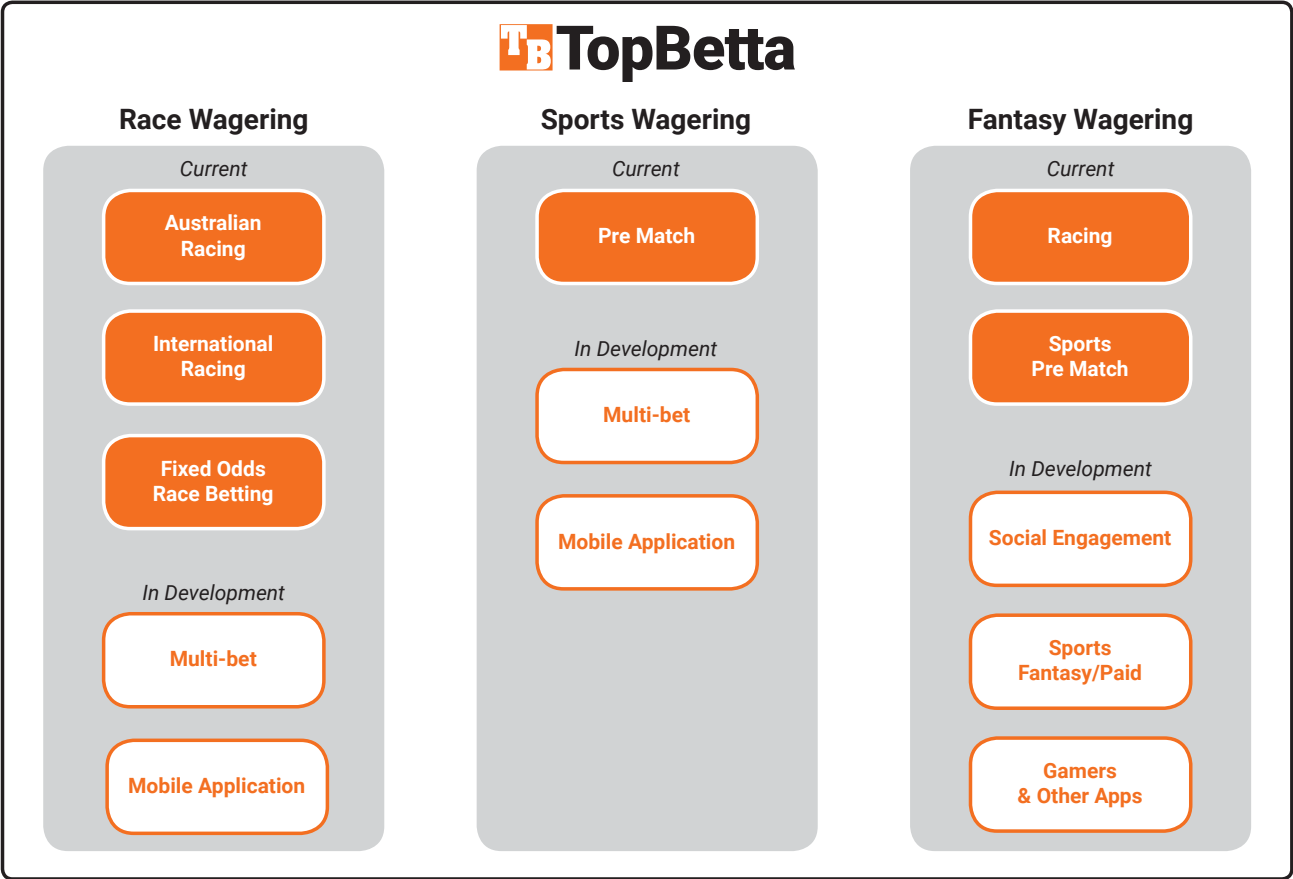 TB TopBetta
Race Wagering
Current
Australian
Racing
International
Racing
Fixed Odds
Race Betting
In Development
Multi-bet
Mobile Application
Sports Wagering
Current
Pre Match
In Development
Multi-bet
Mobile Application
Fantasy Wagering
Current
Racing
Sports
Pre Match
In Development
Social Engagement
Sports
Fantasy/Paid
Gamers
& Other Apps